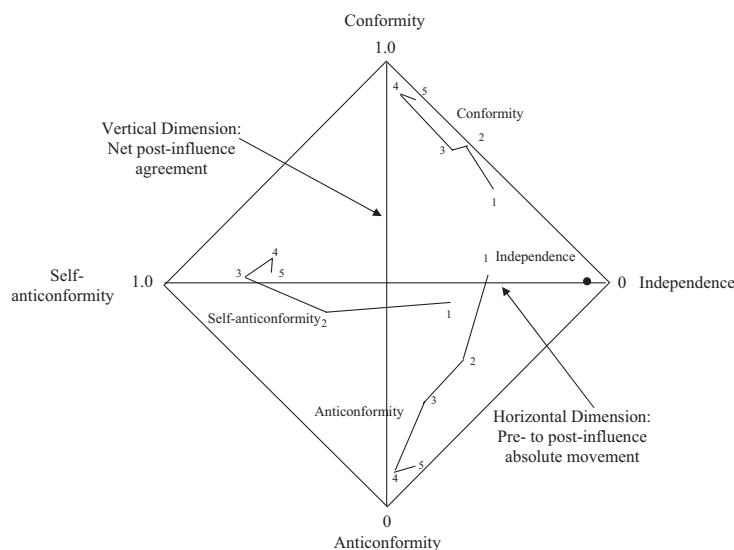 Conformity
1.0
4
5
Conformity
Vertical Dimension:
Net post-influence
agreement
2
3
1
4
1
Independence
Self-
anticonformity
1.0
3
5
0
Independence
Self-anticonformity
2
1
2
Anticonformity
3
Horizontal Dimension:
Pre- to post-influence
absolute movement
5
4
0
Anticonformity